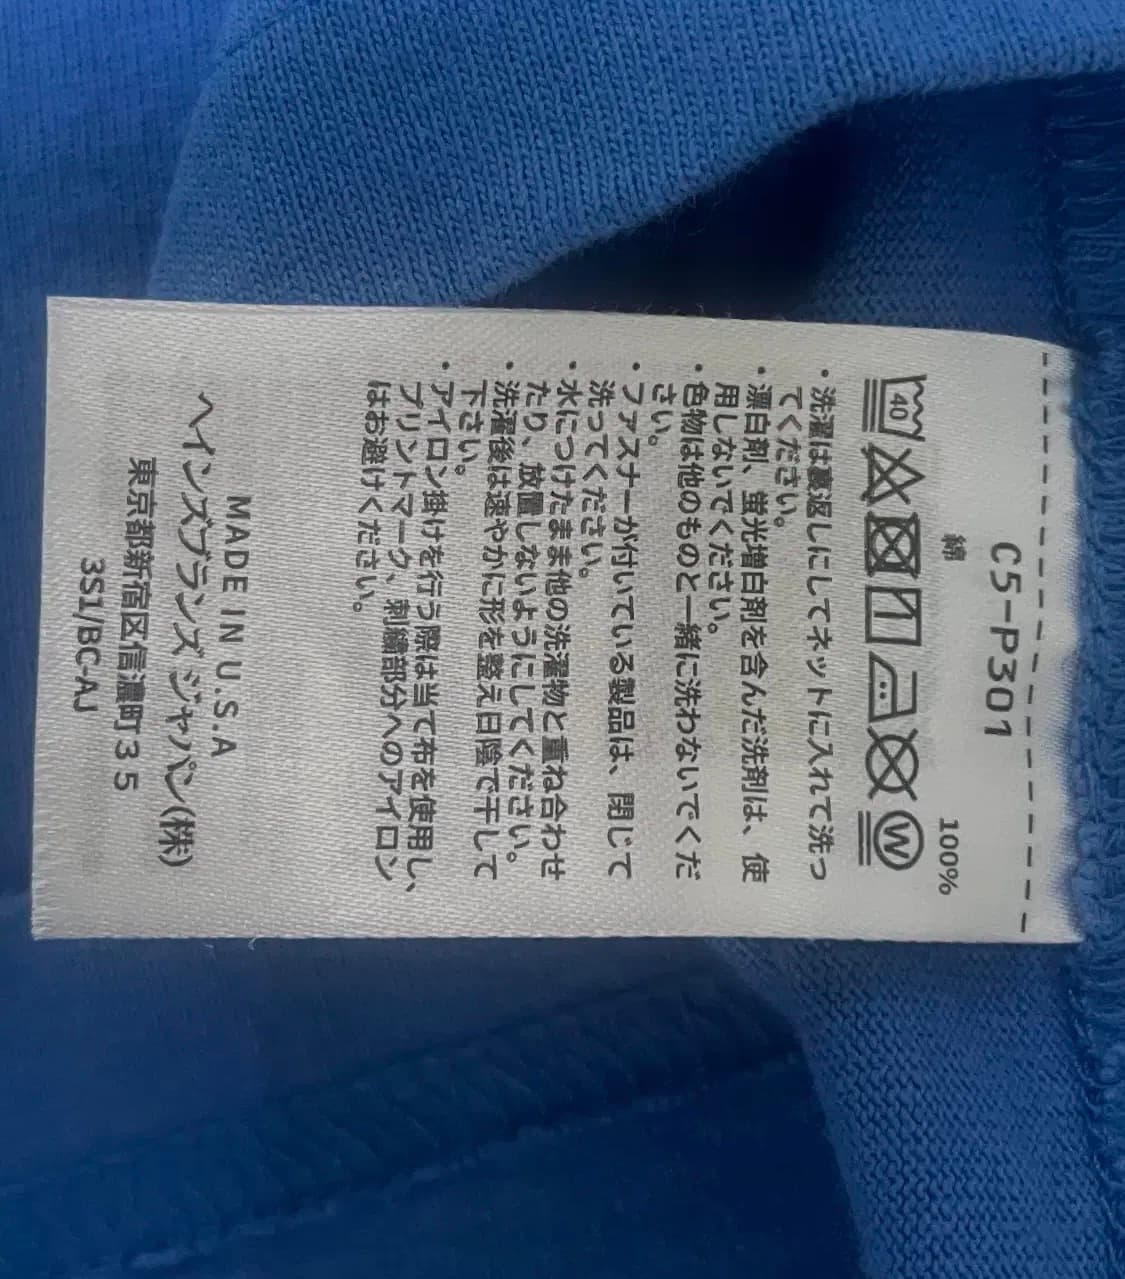 C5-P301
綿 100%
40
W
・洗濯は裏返しにしてネットに入れて洗っ
てください。
・漂白剤、蛍光増白剤を含んだ洗剤は、使
用しないでください。
・色物は他のものと一緒に洗わないでくだ
さい。
・ファスナーが付いている製品は、閉じて
洗ってください。
・水につけたまま他の洗濯物と重ね合わせ
たり、放置しないようにしてください。
・洗濯後は速やかに形を整え日陰で干して
下さい。
・アイロン掛けを行う際は当て布を使用し、
プリントマーク、刺繍部分へのアイロン
はお避けください。
MADE IN U.S.A
ヘインズブランズ ジャパン(株)
東京都新宿区信濃町35
3S1/BC-AJ